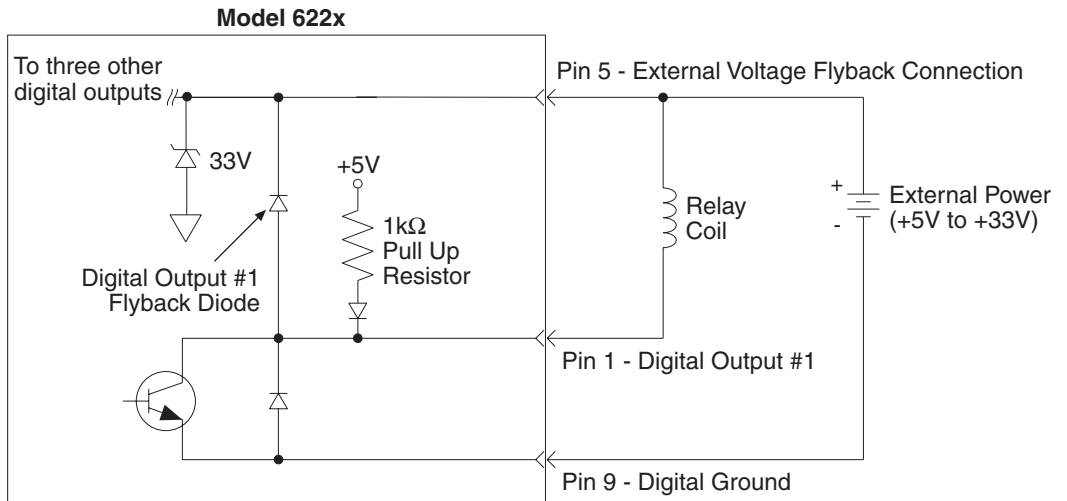 Model 622x
To three other
digital outputs
Pin 5 - External Voltage Flyback Connection
33V
+5V
1kΩ
Pull Up
Resistor
Digital Output #1
Flyback Diode
Relay
Coil
+
-
External Power
(+5V to +33V)
Pin 1 - Digital Output #1
Pin 9 - Digital Ground